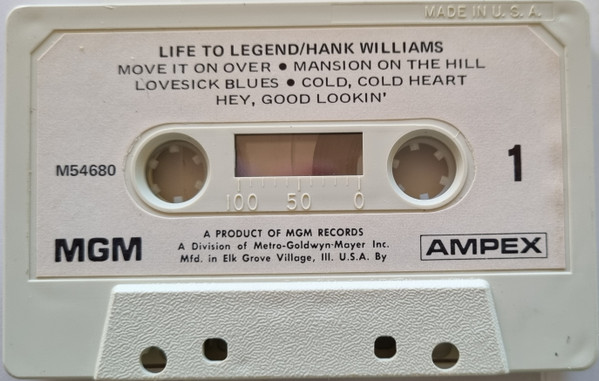 MADE IN U. S. A.
LIFE TO LEGEND/HANK WILLIAMS
MOVE IT ON OVER • MANSION ON THE HILL
LOVESICK BLUES • COLD, COLD HEART
HEY, GOOD LOOKIN'
M54680
1
100 50 0
A PRODUCT OF MGM RECORDS
A Division of Metro-Goldwyn-Mayer Inc.
Mfd. in Elk Grove Village, Ill. U.S.A. By
MGM
AMPEX